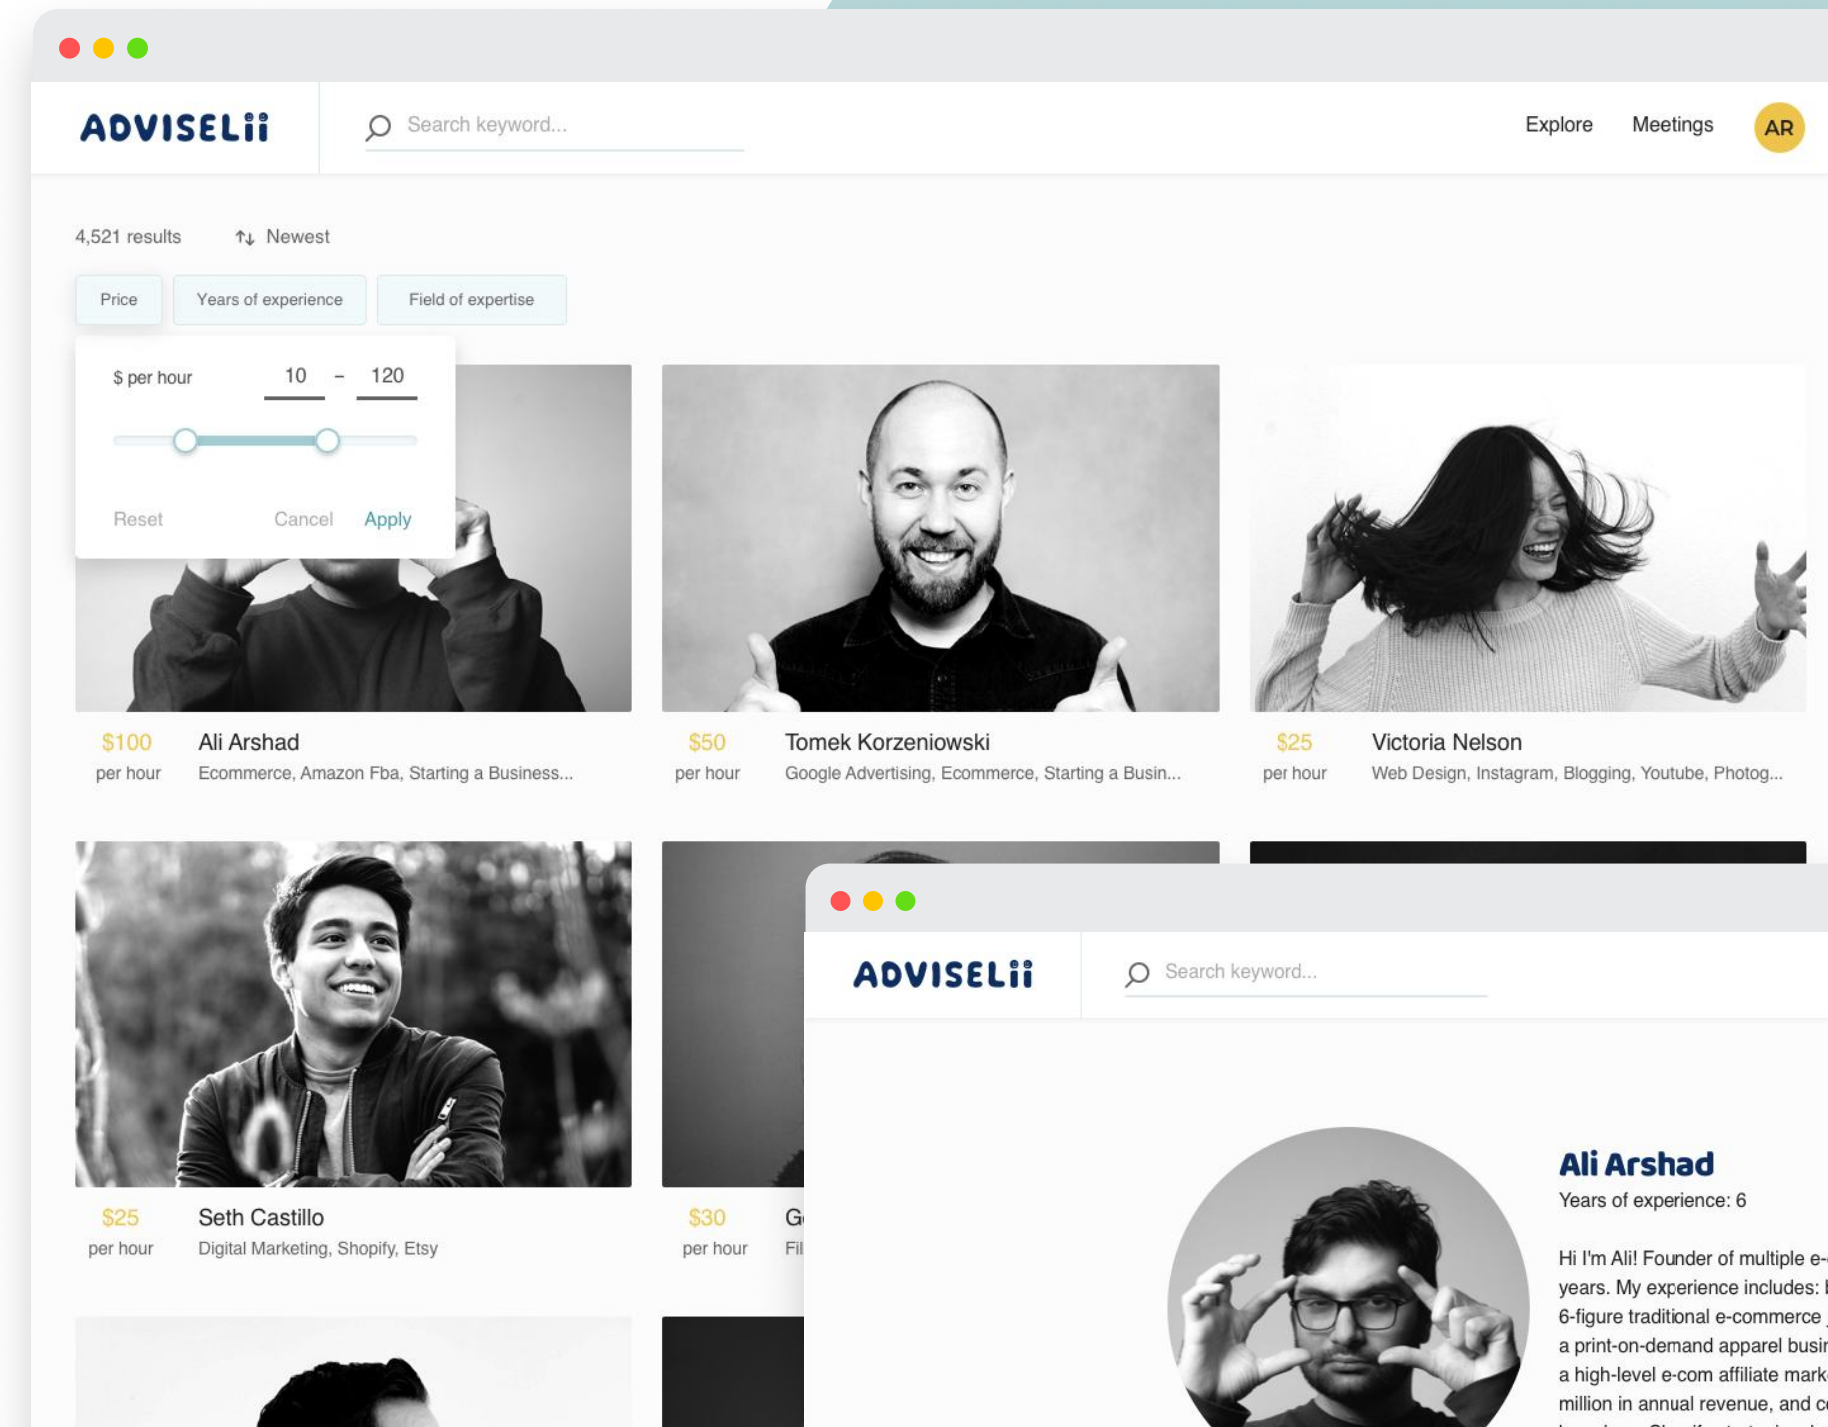 ADVISELii
Search keyword...
Explore
Meetings
AR
4,521 results
Newest
Price
Years of experience
Field of expertise
$ per hour
10 – 120
Reset
Cancel
Apply
$100
per hour
Ali Arshad
Ecommerce, Amazon Fba, Starting a Business...
$50
per hour
Tomek Korzeniowski
Google Advertising, Ecommerce, Starting a Busin...
$25
per hour
Victoria Nelson
Web Design, Instagram, Blogging, Youtube, Photog...
$25
per hour
Seth Castillo
Digital Marketing, Shopify, Etsy
$30
per hour
ADVISELii
Search keyword...
Ali Arshad
Years of experience: 6
Hi I'm Ali! Founder of multiple
years. My experience includes:
6-figure traditional e-commerce
a print-on-demand apparel
a high-level e-com affiliate
million in annual revenue, and